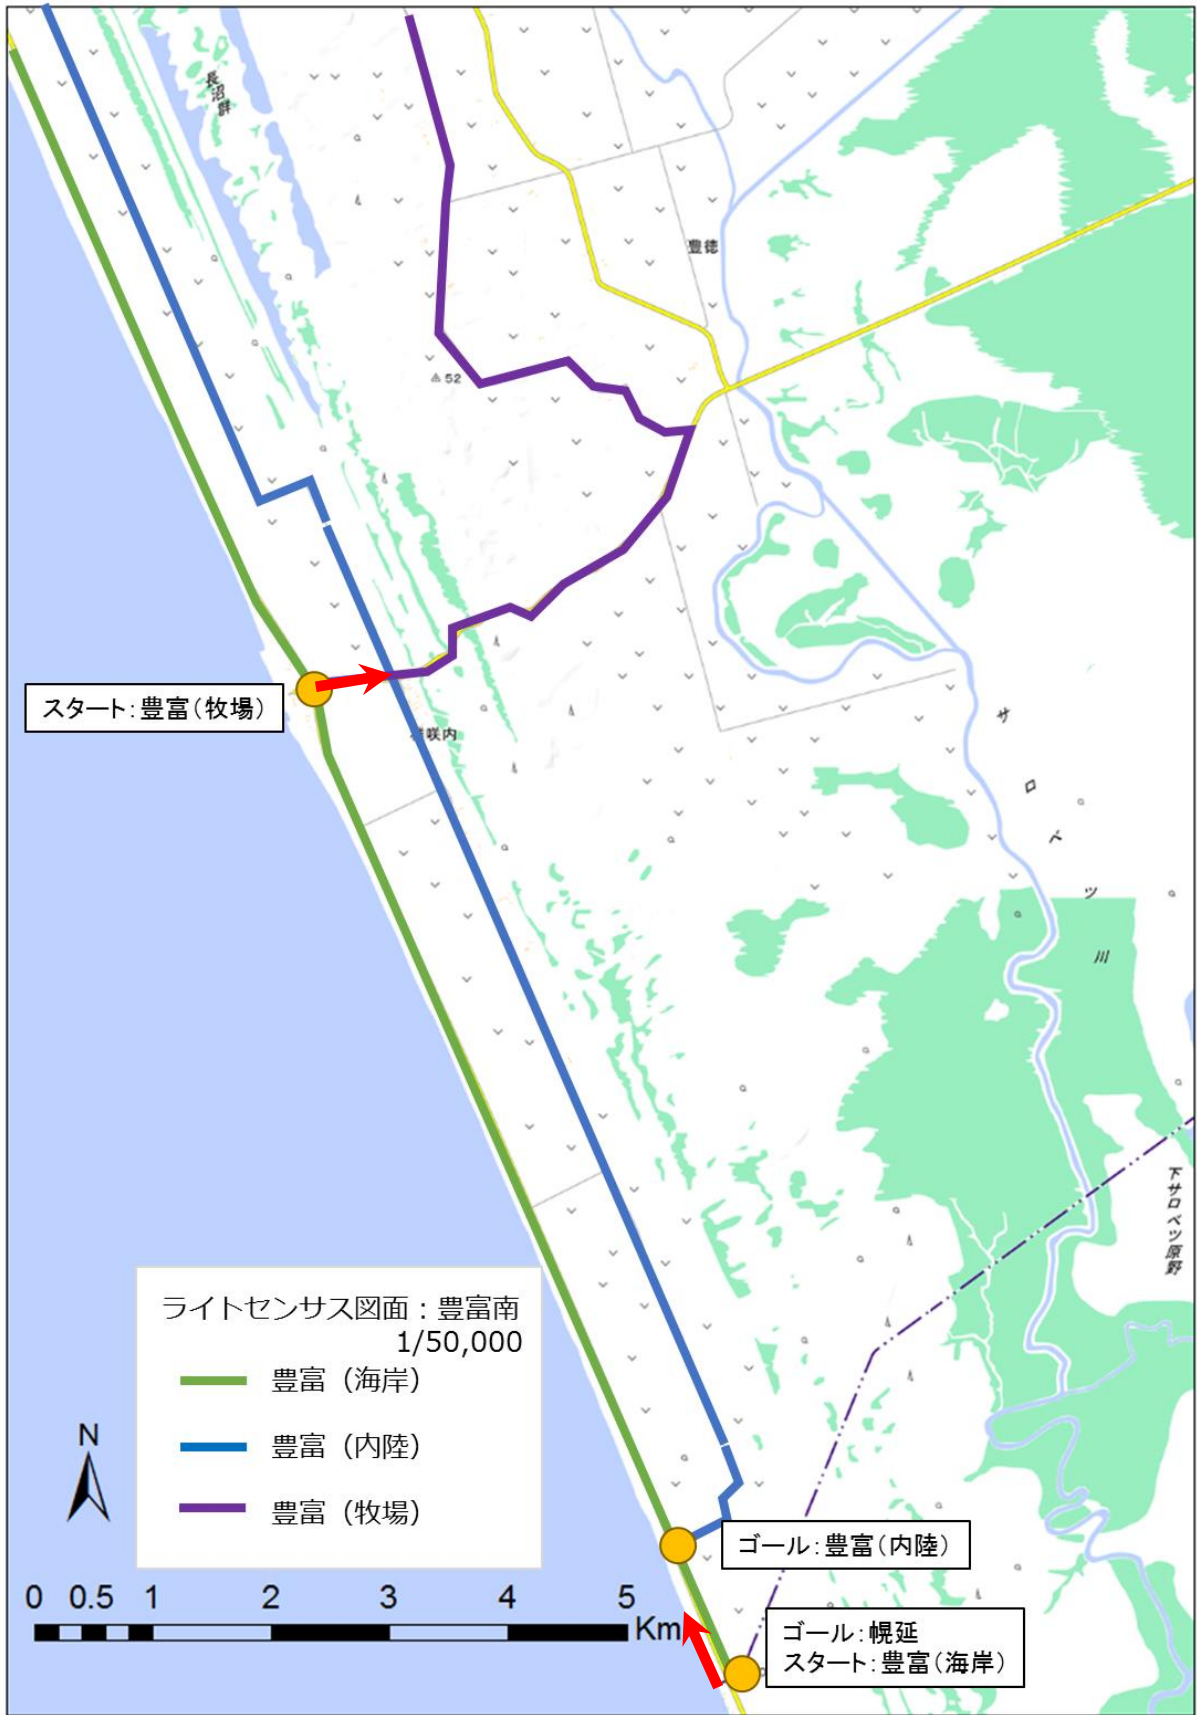 長沼群
豊徳
52
スタート:豊富(牧場)
咲内
サロベツ川
下サロベツ原野
ライトセンサス図面:豊富南
1/50,000
豊富(海岸)
豊富(内陸)
豊富(牧場)
N
0 0.5 1 2 3 4 5
Km
ゴール:豊富(内陸)
ゴール:幌延
スタート:豊富(海岸)